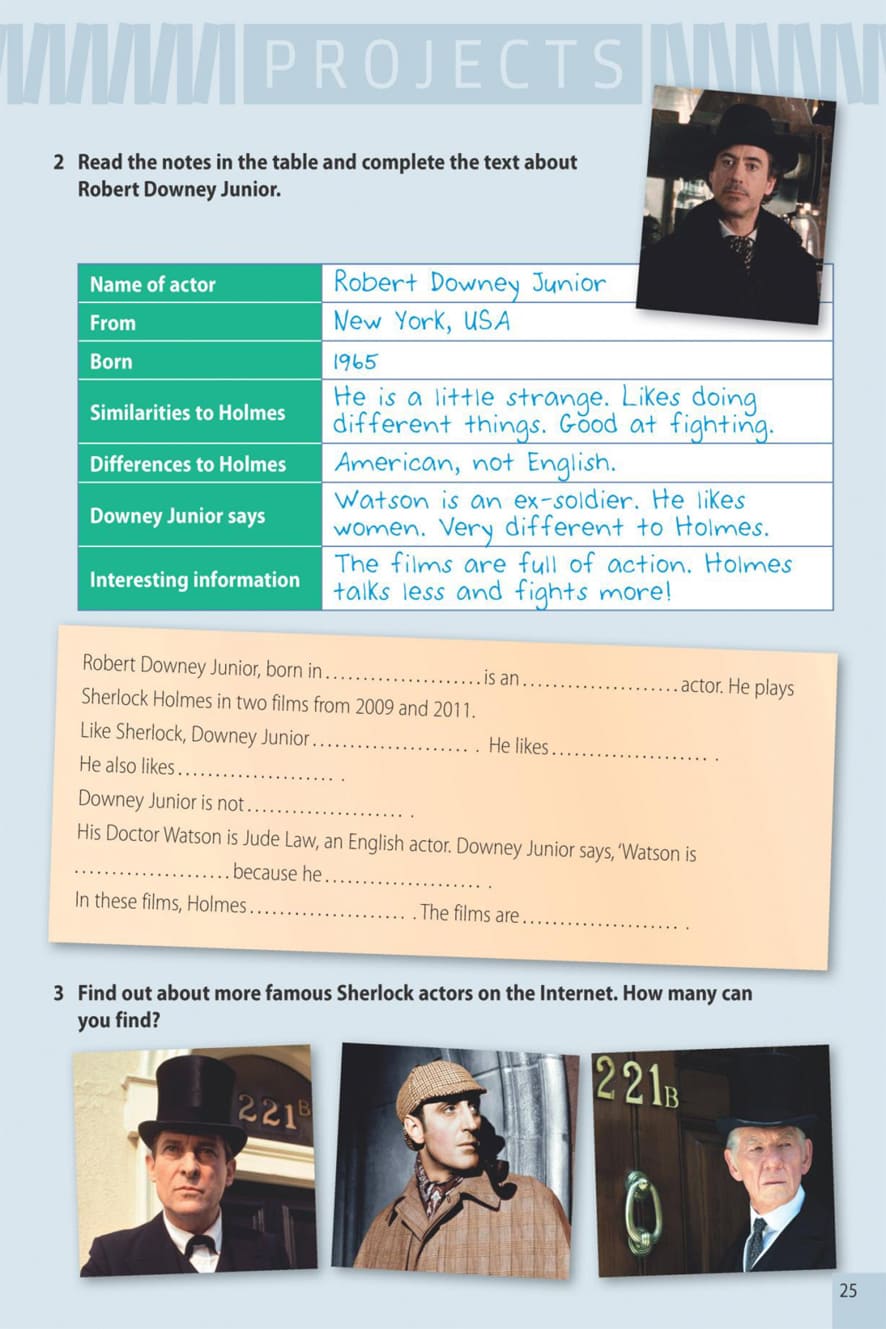 PROJECTS
2 Read the notes in the table and complete the text about
Robert Downey Junior.
Name of actor Robert Downey Junior
From New York, USA
Born 1965
Similarities to Holmes He is a little strange. Likes doing
different things. Good at fighting.
Differences to Holmes American, not English.
Downey Junior says Watson is an ex-soldier. He likes
women. Very different to Holmes.
Interesting information The films are full of action. Holmes
talks less and fights more!
Robert Downey Junior, born in ..................... is an ..................... actor. He plays
Sherlock Holmes in two films from 2009 and 2011.
Like Sherlock, Downey Junior ..................... . He likes ..................... .
He also likes ..................... .
Downey Junior is not ..................... .
His Doctor Watson is Jude Law, an English actor. Downey Junior says, ‘Watson is
..................... because he ..................... .
In these films, Holmes ..................... . The films are ..................... .
3 Find out about more famous Sherlock actors on the Internet. How many can
you find?
221B
221B
25